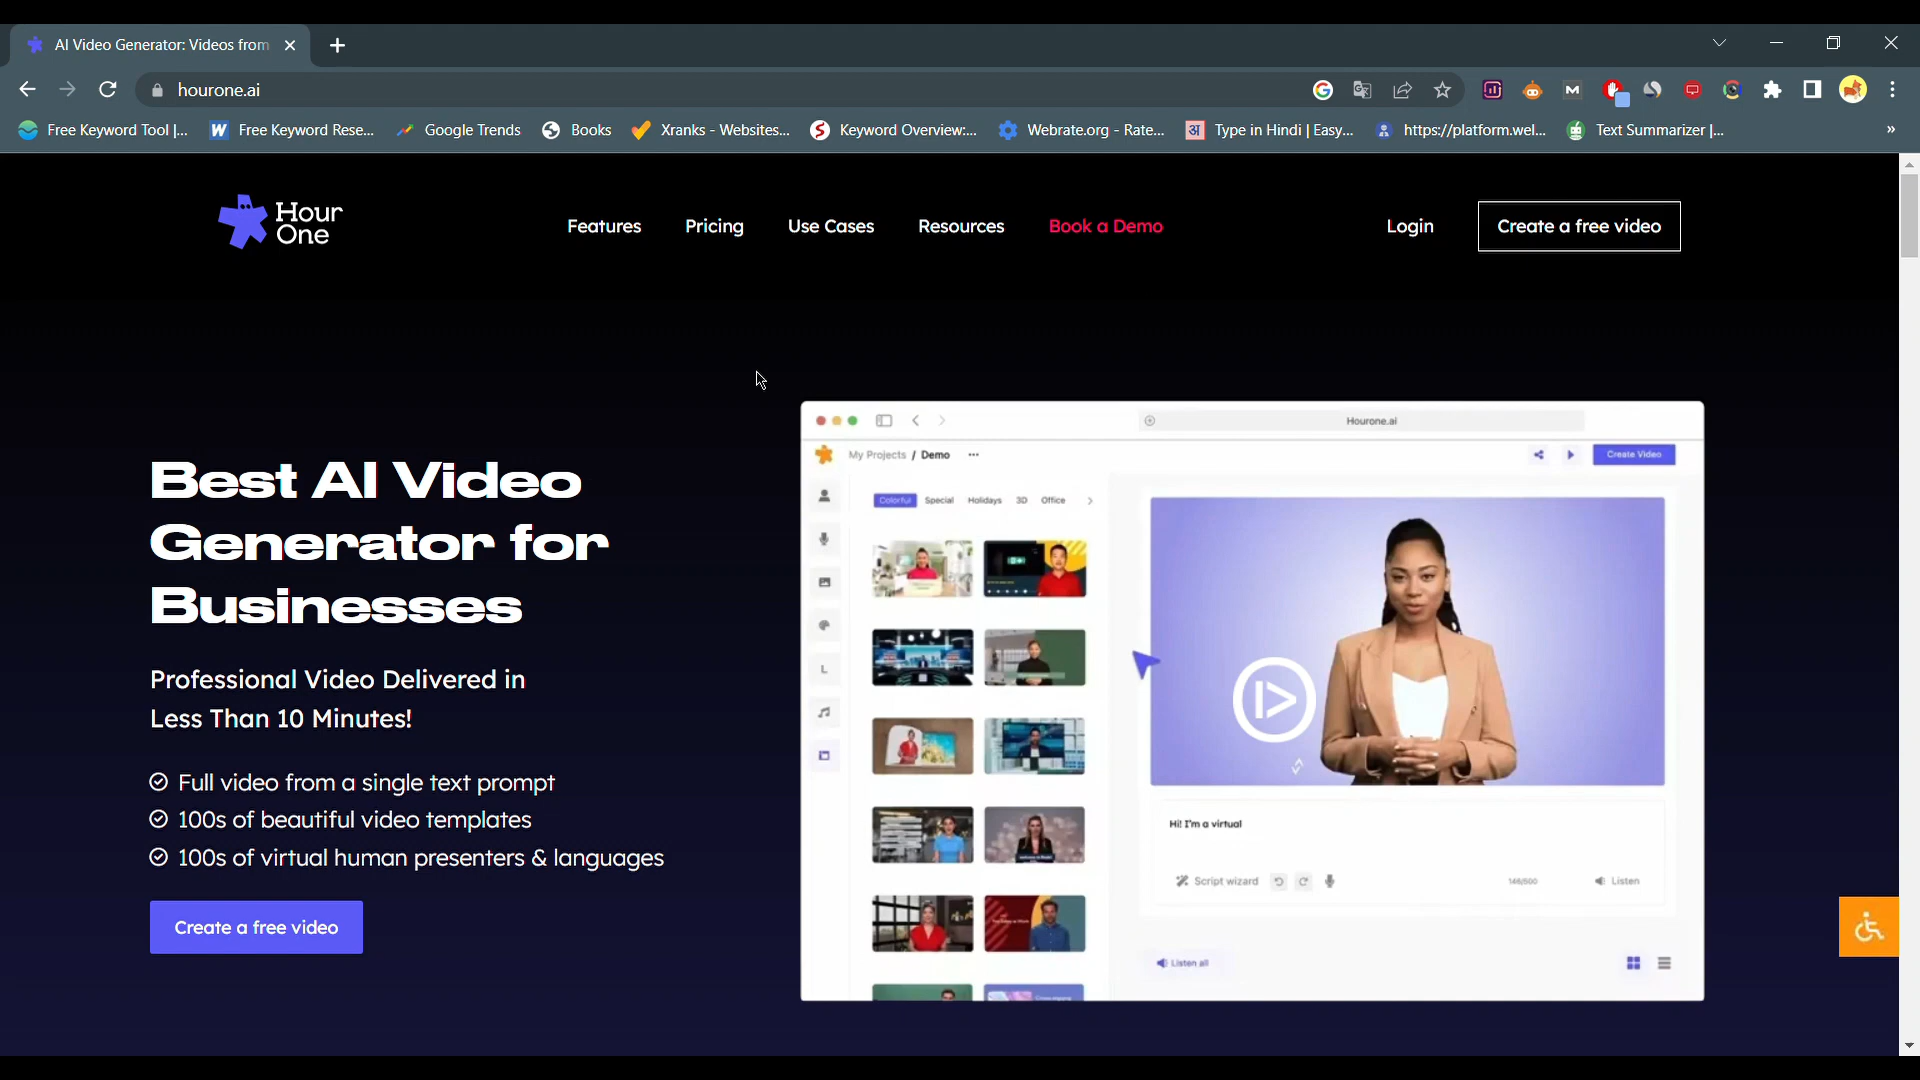 AI Video Generator: Videos from
hourone.ai
Free Keyword Tool |...
Free Keyword Rese...
Google Trends
Books
Xranks - Websites...
Keyword Overview:...
Webrate.org - Rate...
Type in Hindi | Easy...
https://platform.wel...
Text Summarizer |...
Hour
One
Features
Pricing
Use Cases
Resources
Book a Demo
Login
Create a free video
Best AI Video
Generator for
Businesses
Professional Video Delivered in
Less Than 10 Minutes!
Full video from a single text prompt
100s of beautiful video templates
100s of virtual human presenters & languages
Create a free video
Hourone.ai
My Projects / Demo
Create Video
Colorful
Special
Holidays
3D
Office
Hi! I'm a virtual
Script wizard
146/500
Listen
Listen all